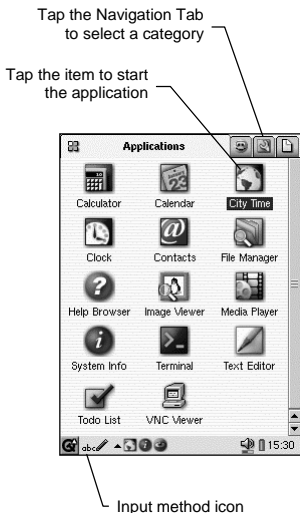 Tap the Navigation Tab
to select a category
Tap the item to start
the application
Applications
Calculator Calendar City Time
23
Clock Contacts File Manager
Help Browser Image Viewer Media Player
System Info Terminal Text Editor
Todo List VNC Viewer
abc 15:30
Input method icon